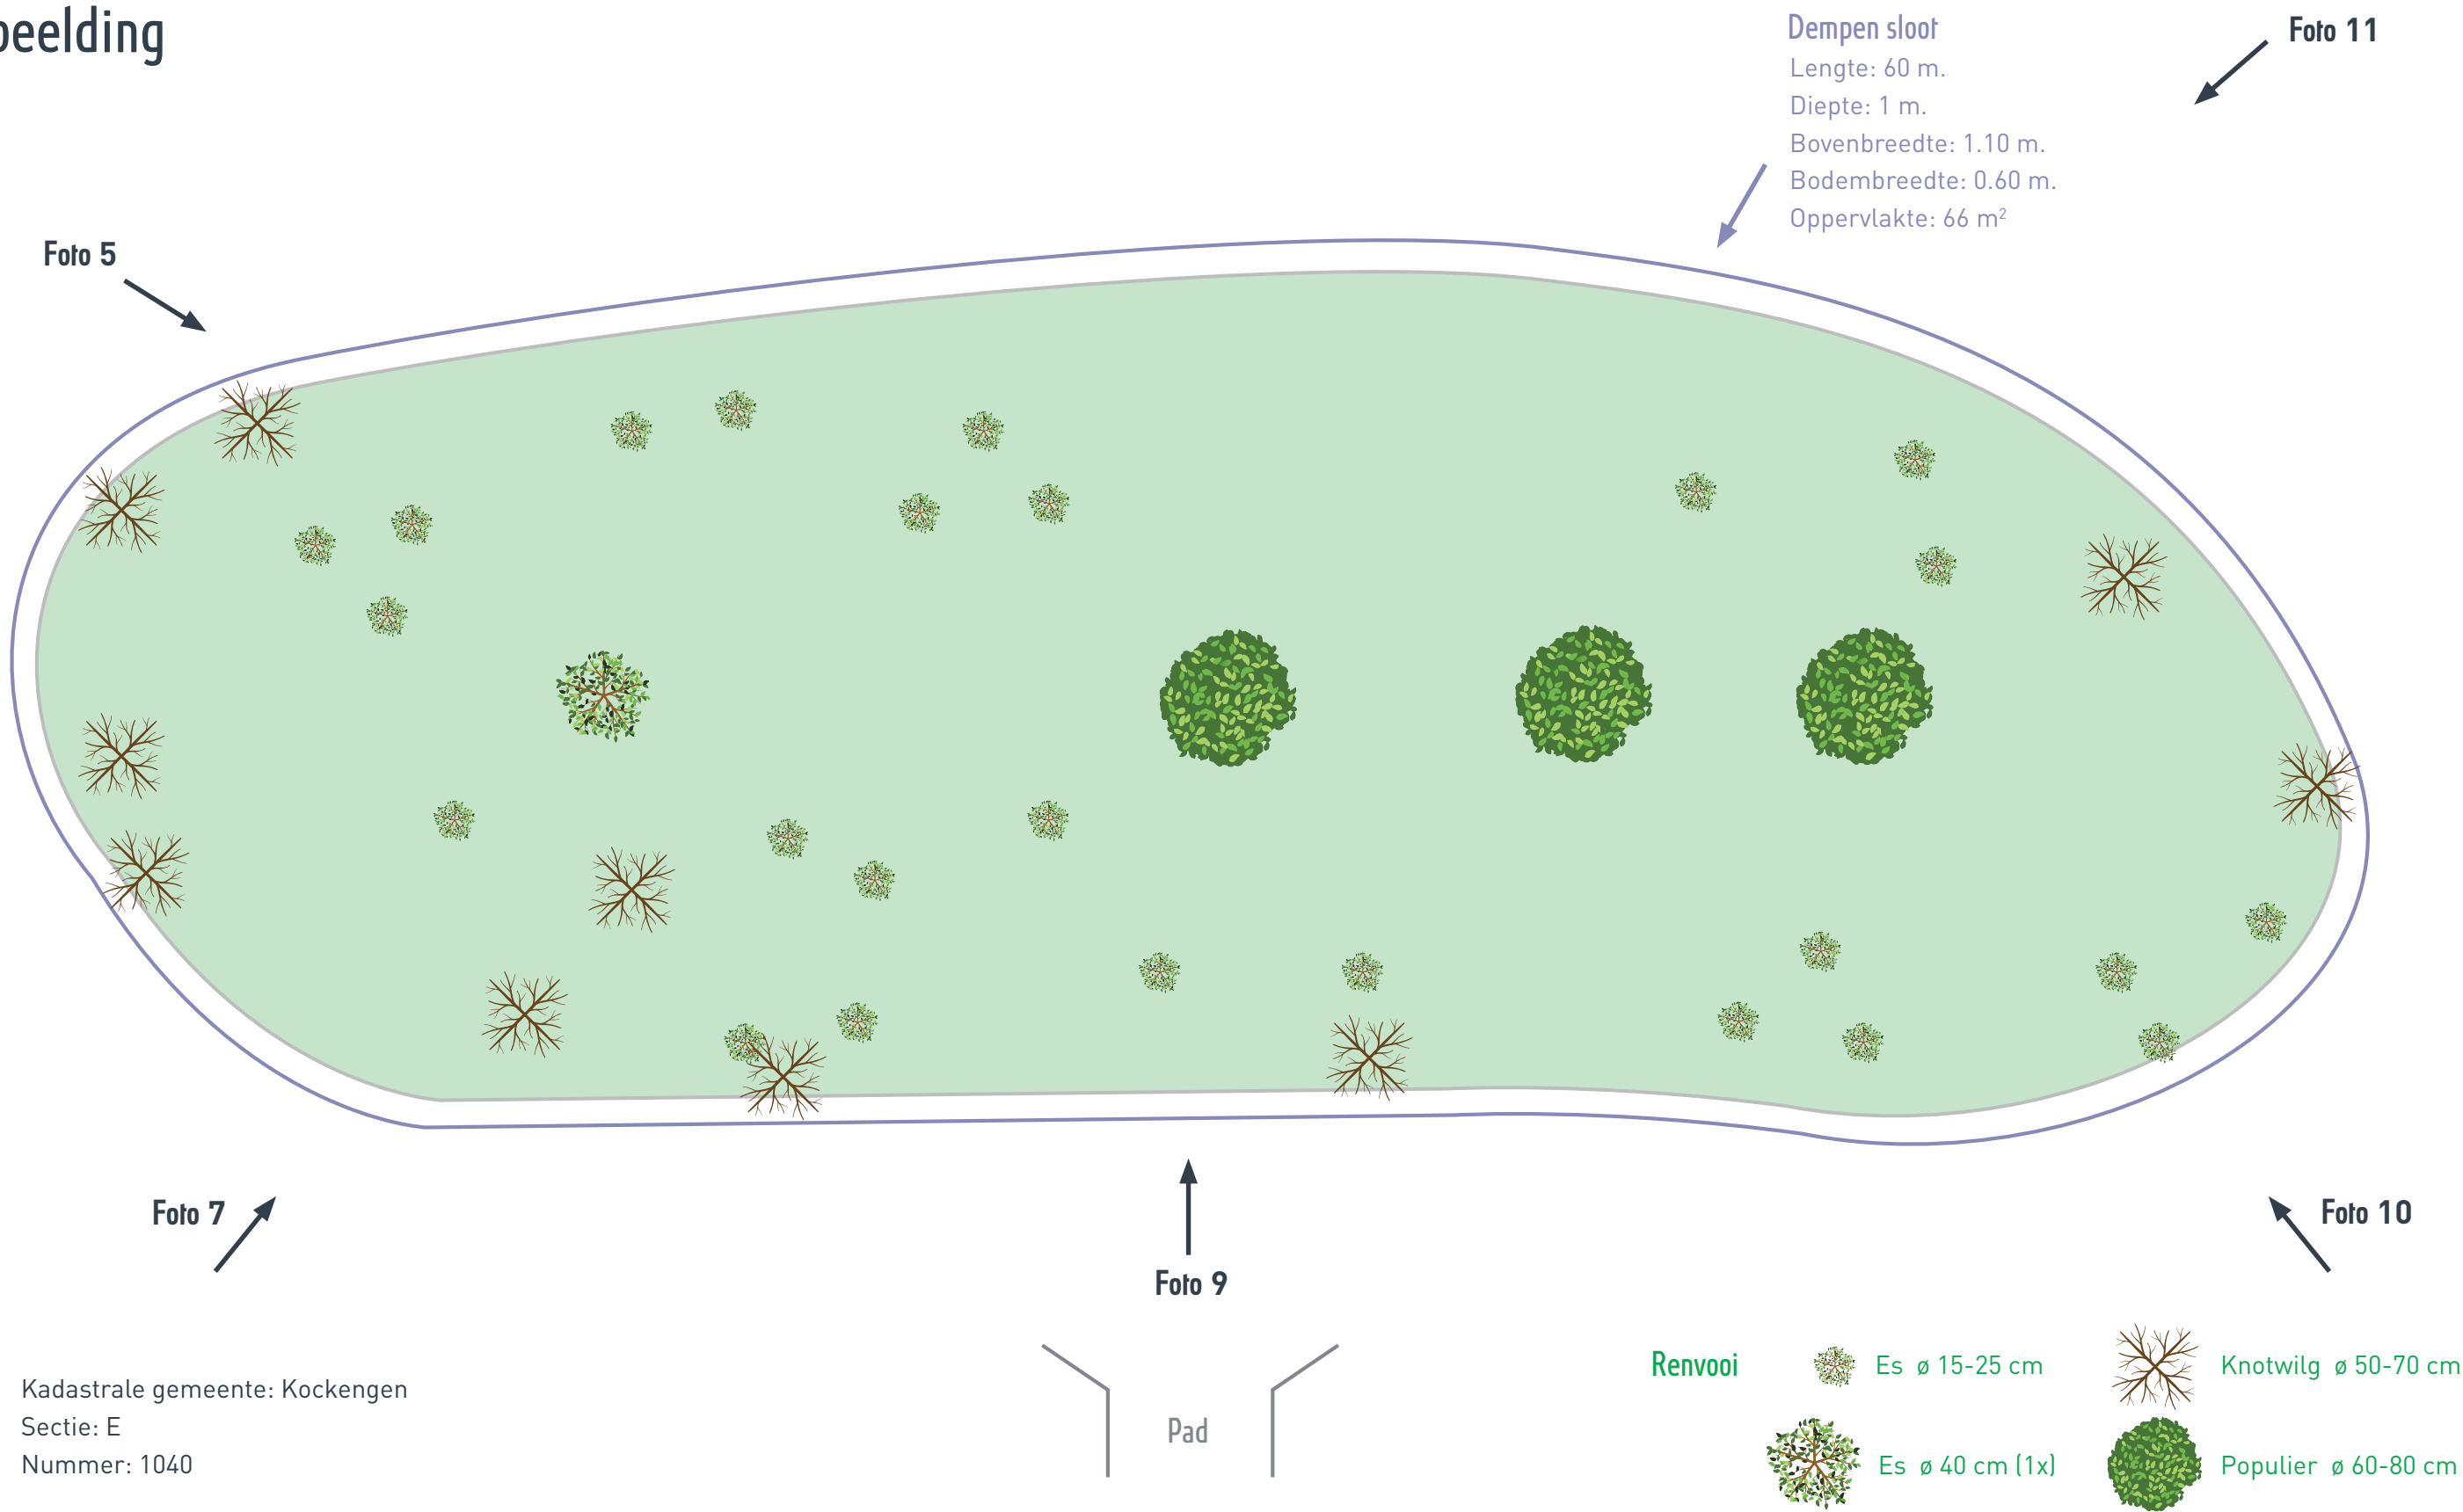 beelding
Dempen sloot
Lengte: 60 m.
Diepte: 1 m.
Bovenbreedte: 1.10 m.
Bodembreedte: 0.60 m.
Oppervlakte: 66 m²
Foto 11
Foto 5
Foto 7
Foto 9
Foto 10
Kadastrale gemeente: Kockengen
Sectie: E
Nummer: 1040
Pad
Renvooi
Es ø 15-25 cm
Knotwilg ø 50-70 cm
Es ø 40 cm (1x)
Populier ø 60-80 cm